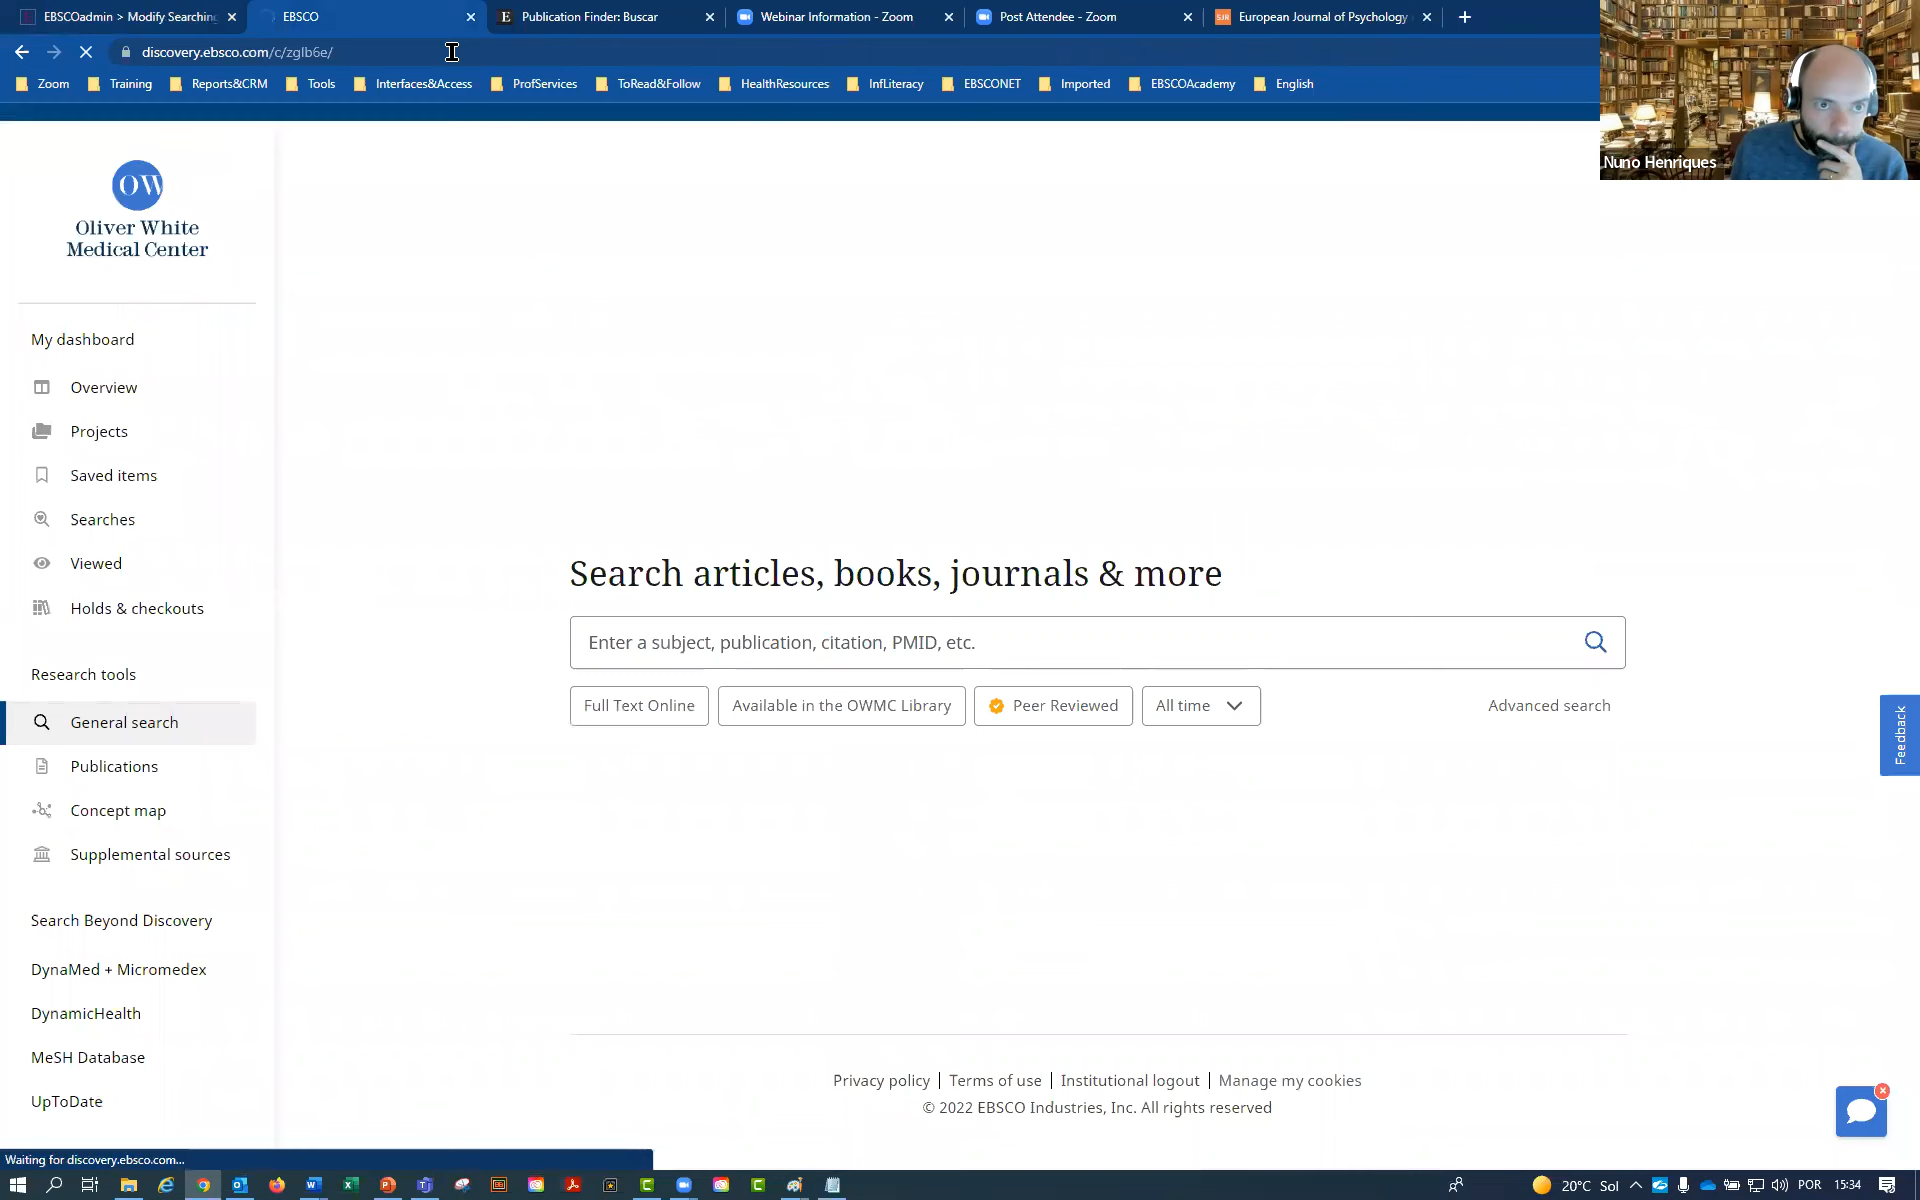 EBSCOadmin > Modify Searching
EBSCO
Publication Finder: Buscar
Webinar Information - Zoom
Post Attendee - Zoom
European Journal of Psychology
discovery.ebsco.com/c/zglb6e/
Zoom
Training
Reports&CRM
Tools
Interfaces&Access
ProfServices
ToRead&Follow
HealthResources
InfLiteracy
EBSCONET
Imported
EBSCOAcademy
English
Nuno Henriques
OW
Oliver White
Medical Center
My dashboard
Overview
Projects
Saved items
Searches
Viewed
Holds & checkouts
Research tools
General search
Publications
Concept map
Supplemental sources
Search Beyond Discovery
DynaMed + Micromedex
DynamicHealth
MeSH Database
UpToDate
Search articles, books, journals & more
Enter a subject, publication, citation, PMID, etc.
Full Text Online
Available in the OWMC Library
Peer Reviewed
All time
Advanced search
Feedback
Privacy policy | Terms of use | Institutional logout | Manage my cookies
© 2022 EBSCO Industries, Inc. All rights reserved
Waiting for discovery.ebsco.com...
20°C Sol
POR
15:34